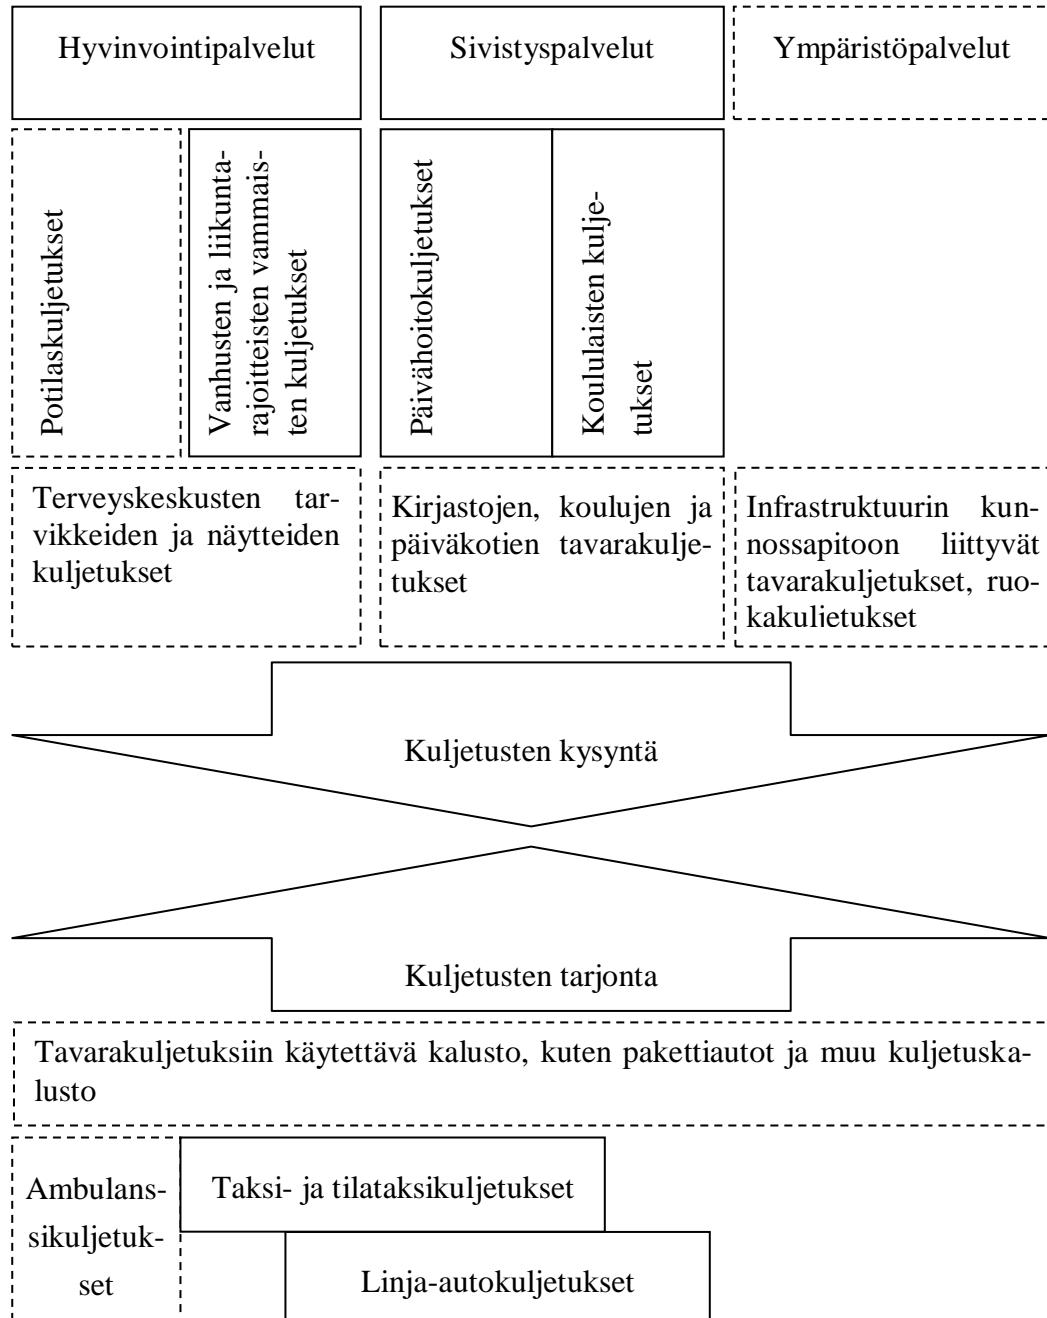 Hyvinvointipalvelut
Sivistyspalvelut
Ympäristöpalvelut
Potilaskuljetukset
Vanhusten ja liikunta-
rajoitteisten vammais-
ten kuljetukset
Päivähoitokuljetukset
Koululaisten kulje-
tukset
Terveyskeskusten tar-
vikkeiden ja näytteiden
kuljetukset
Kirjastojen, koulujen ja
päiväkotien tavarakulje-
tukset
Infrastruktuurin kun-
nossapitoon liittyvät
tavarakuljetukset, ruo-
kakuljetukset
Kuljetusten kysyntä
Kuljetusten tarjonta
Tavarakuljetuksiin käytettävä kalusto, kuten pakettiautot ja muu kuljetuska-
lusto
Ambulans-
sikuljetuk-
set
Taksi- ja tilataksikuljetukset
Linja-autokuljetukset